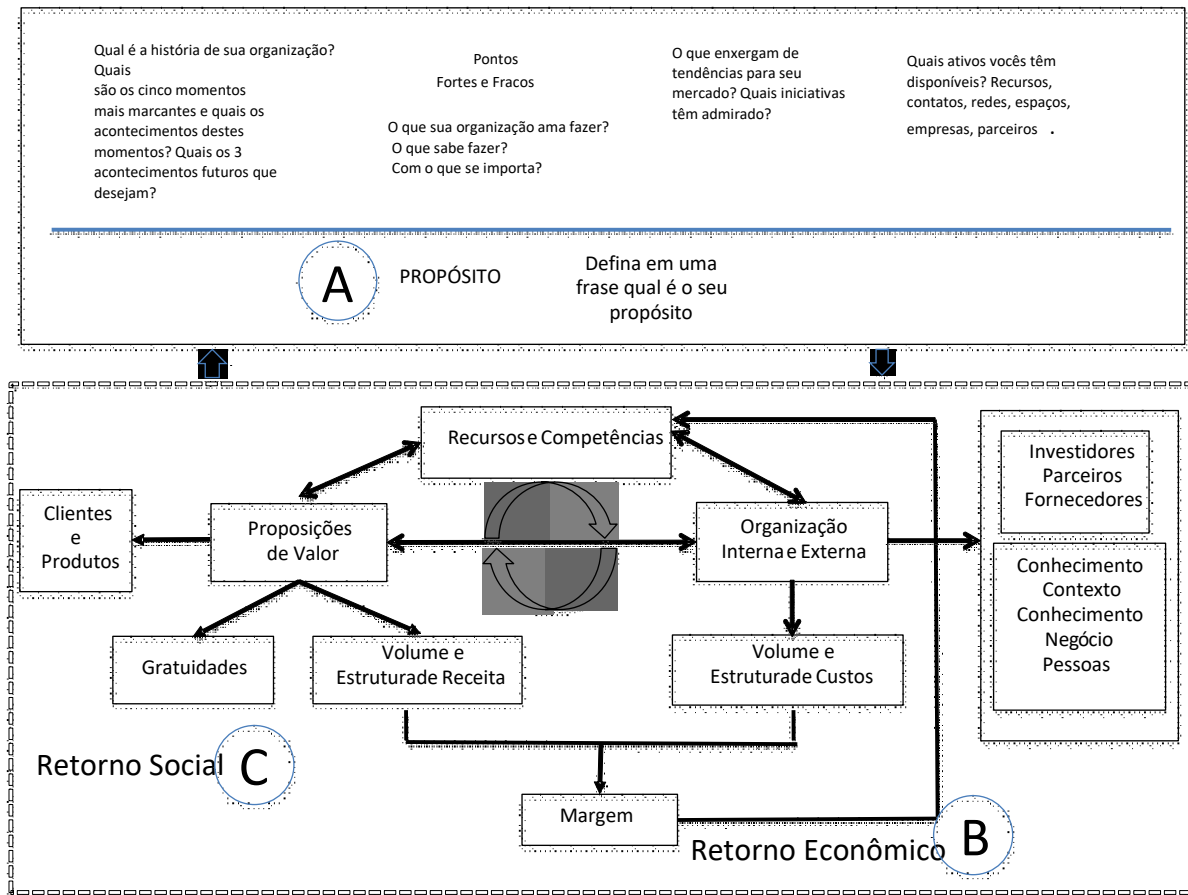 Qual é a história de sua organização?
Quais
são os cinco momentos
mais marcantes e quais os
acontecimentos destes
momentos? Quais os 3
acontecimentos futuros que
desejam?
Pontos
Fortes e Fracos
O que sua organização ama fazer?
O que sabe fazer?
Com o que se importa?
O que enxergam de
tendências para seu
mercado? Quais iniciativas
têm admirado?
Quais ativos vocês têm
disponíveis? Recursos,
contatos, redes, espaços,
empresas, parceiros .
A
PROPÓSITO
Defina em uma
frase qual é o seu
propósito
Recursos e Competências
Clientes
e
Produtos
Proposições
de Valor
Organização
Interna e Externa
Investidores
Parceiros
Fornecedores
Conhecimento
Contexto
Conhecimento
Negócio
Pessoas
Gratuidades
Volume e
Estruturade Receita
Volume e
Estruturade Custos
Retorno Social C
Margem
Retorno Econômico B